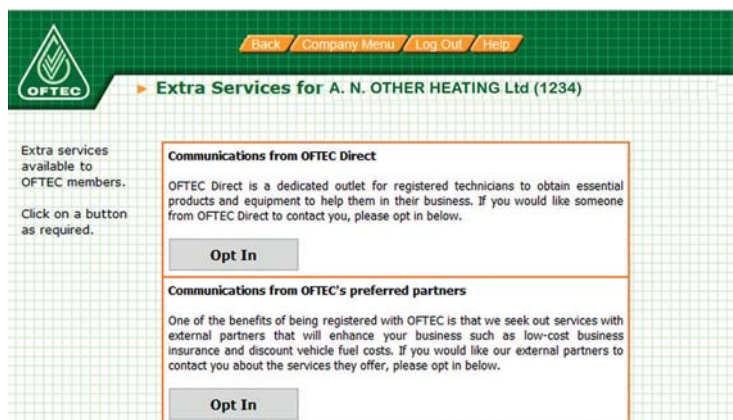 Back / Company Menu / Log Out / Help
OFTEC
Extra Services for A. N. OTHER HEATING Ltd (1234)
Extra services
available to
OFTEC members.
Click on a button
as required.
Communications from OFTEC Direct
OFTEC Direct is a dedicated outlet for registered technicians to obtain essential
products and equipment to help them in their business. If you would like someone
from OFTEC Direct to contact you, please opt in below.
Opt In
Communications from OFTEC's preferred partners
One of the benefits of being registered with OFTEC is that we seek out services with
external partners that will enhance your business such as low-cost business
insurance and discount vehicle fuel costs. If you would like our external partners to
contact you about the services they offer, please opt in below.
Opt In